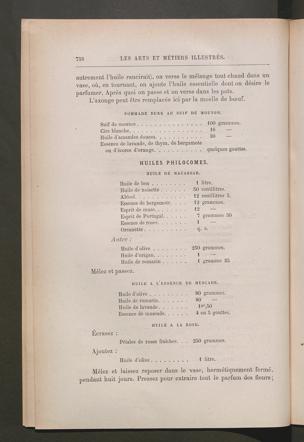 738 LES ARTS ET MÉTIERS ILLUSTRÉS.
autrement l'huile rancirait, on verse le mélange tout chaud dans un
vase, où, en tournant, on ajoute l'huile essentielle dont on désire le
parfumer. Après quoi on passe et on verse dans les pots.
L'axonge peut être remplacée ici par la moelle de bœuf.
POMMADE DURE AU SUIF DE MOUTON.
Suif de mouton . . . . . . . . . . . . 100 grammes.
Cire blanche. . . . . . . . . . . . . 16 —
Huile d'amandes douces. . . . . . . . —
Essence de lavande, de thym, de bergamote
ou d'écorce d'orange. . . . . . . . . quelques gouttes.
HUILES PHILOCOMES.
HUILE DE MACASSAR.
Huile de ben . . . . . . . . 1 litre.
Huile de noisette . . . . . . 50 centilitres.
Alcool. . . . . . . . . . . 12 centilitres 5.
Essence de bergamote. . . . . 12 grammes.
Esprit de musc. . . . . . . . 12 —
Esprit de Portugal. . . . . . 7 grammes 50
Essence de roses. . . . . . . 1 —
Orcanette . . . . . . . . . q. s.
Autre :
Huile d'olive . . . . . . . . 250 grammes.
Huile d'origan. . . . . . . . 1 —
Huile de romarin . . . . . . 1 gramme 25
Mêlez et passez.
HUILE A L'ESSENCE DE MUSCADE.
Huile d'olive . . . . . . . . 90 grammes.
Huile de romarin. . . . . . . —
Huile de lavande. . . . . . . 1gr,50
Essence de muscade. . . . . . 4 ou 5 gouttes.
HUILE A LA ROSE.
Écrasez :
Pétales de roses fraîches. . . 250 grammes.
Ajoutez :
Huile d'olive . . . . . . . . 1 litre.
Mêlez et laissez reposer dans le vase, hermétiquement fermé,
pendant huit jours. Pressez pour extraire tout le parfum des fleurs;